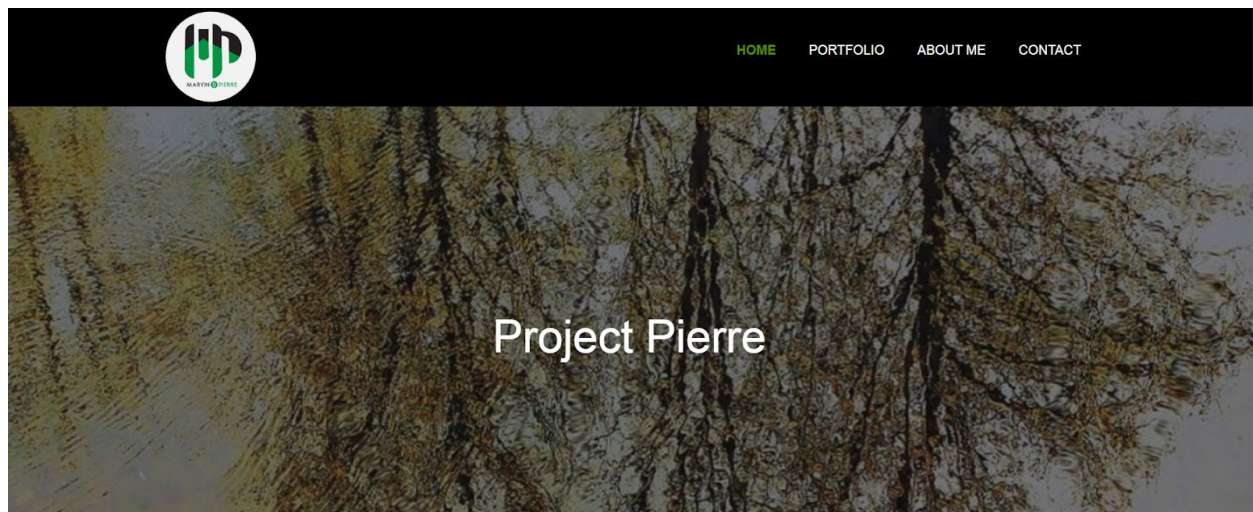 MARVIN D PIERRE
HOME PORTFOLIO ABOUT ME CONTACT
Project Pierre